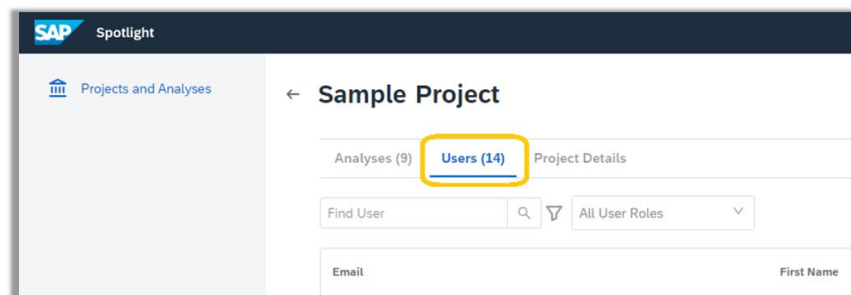 SAP Spotlight
Projects and Analyses
Sample Project
Analyses (9) Users (14) Project Details
Find User All User Roles
Email First Name